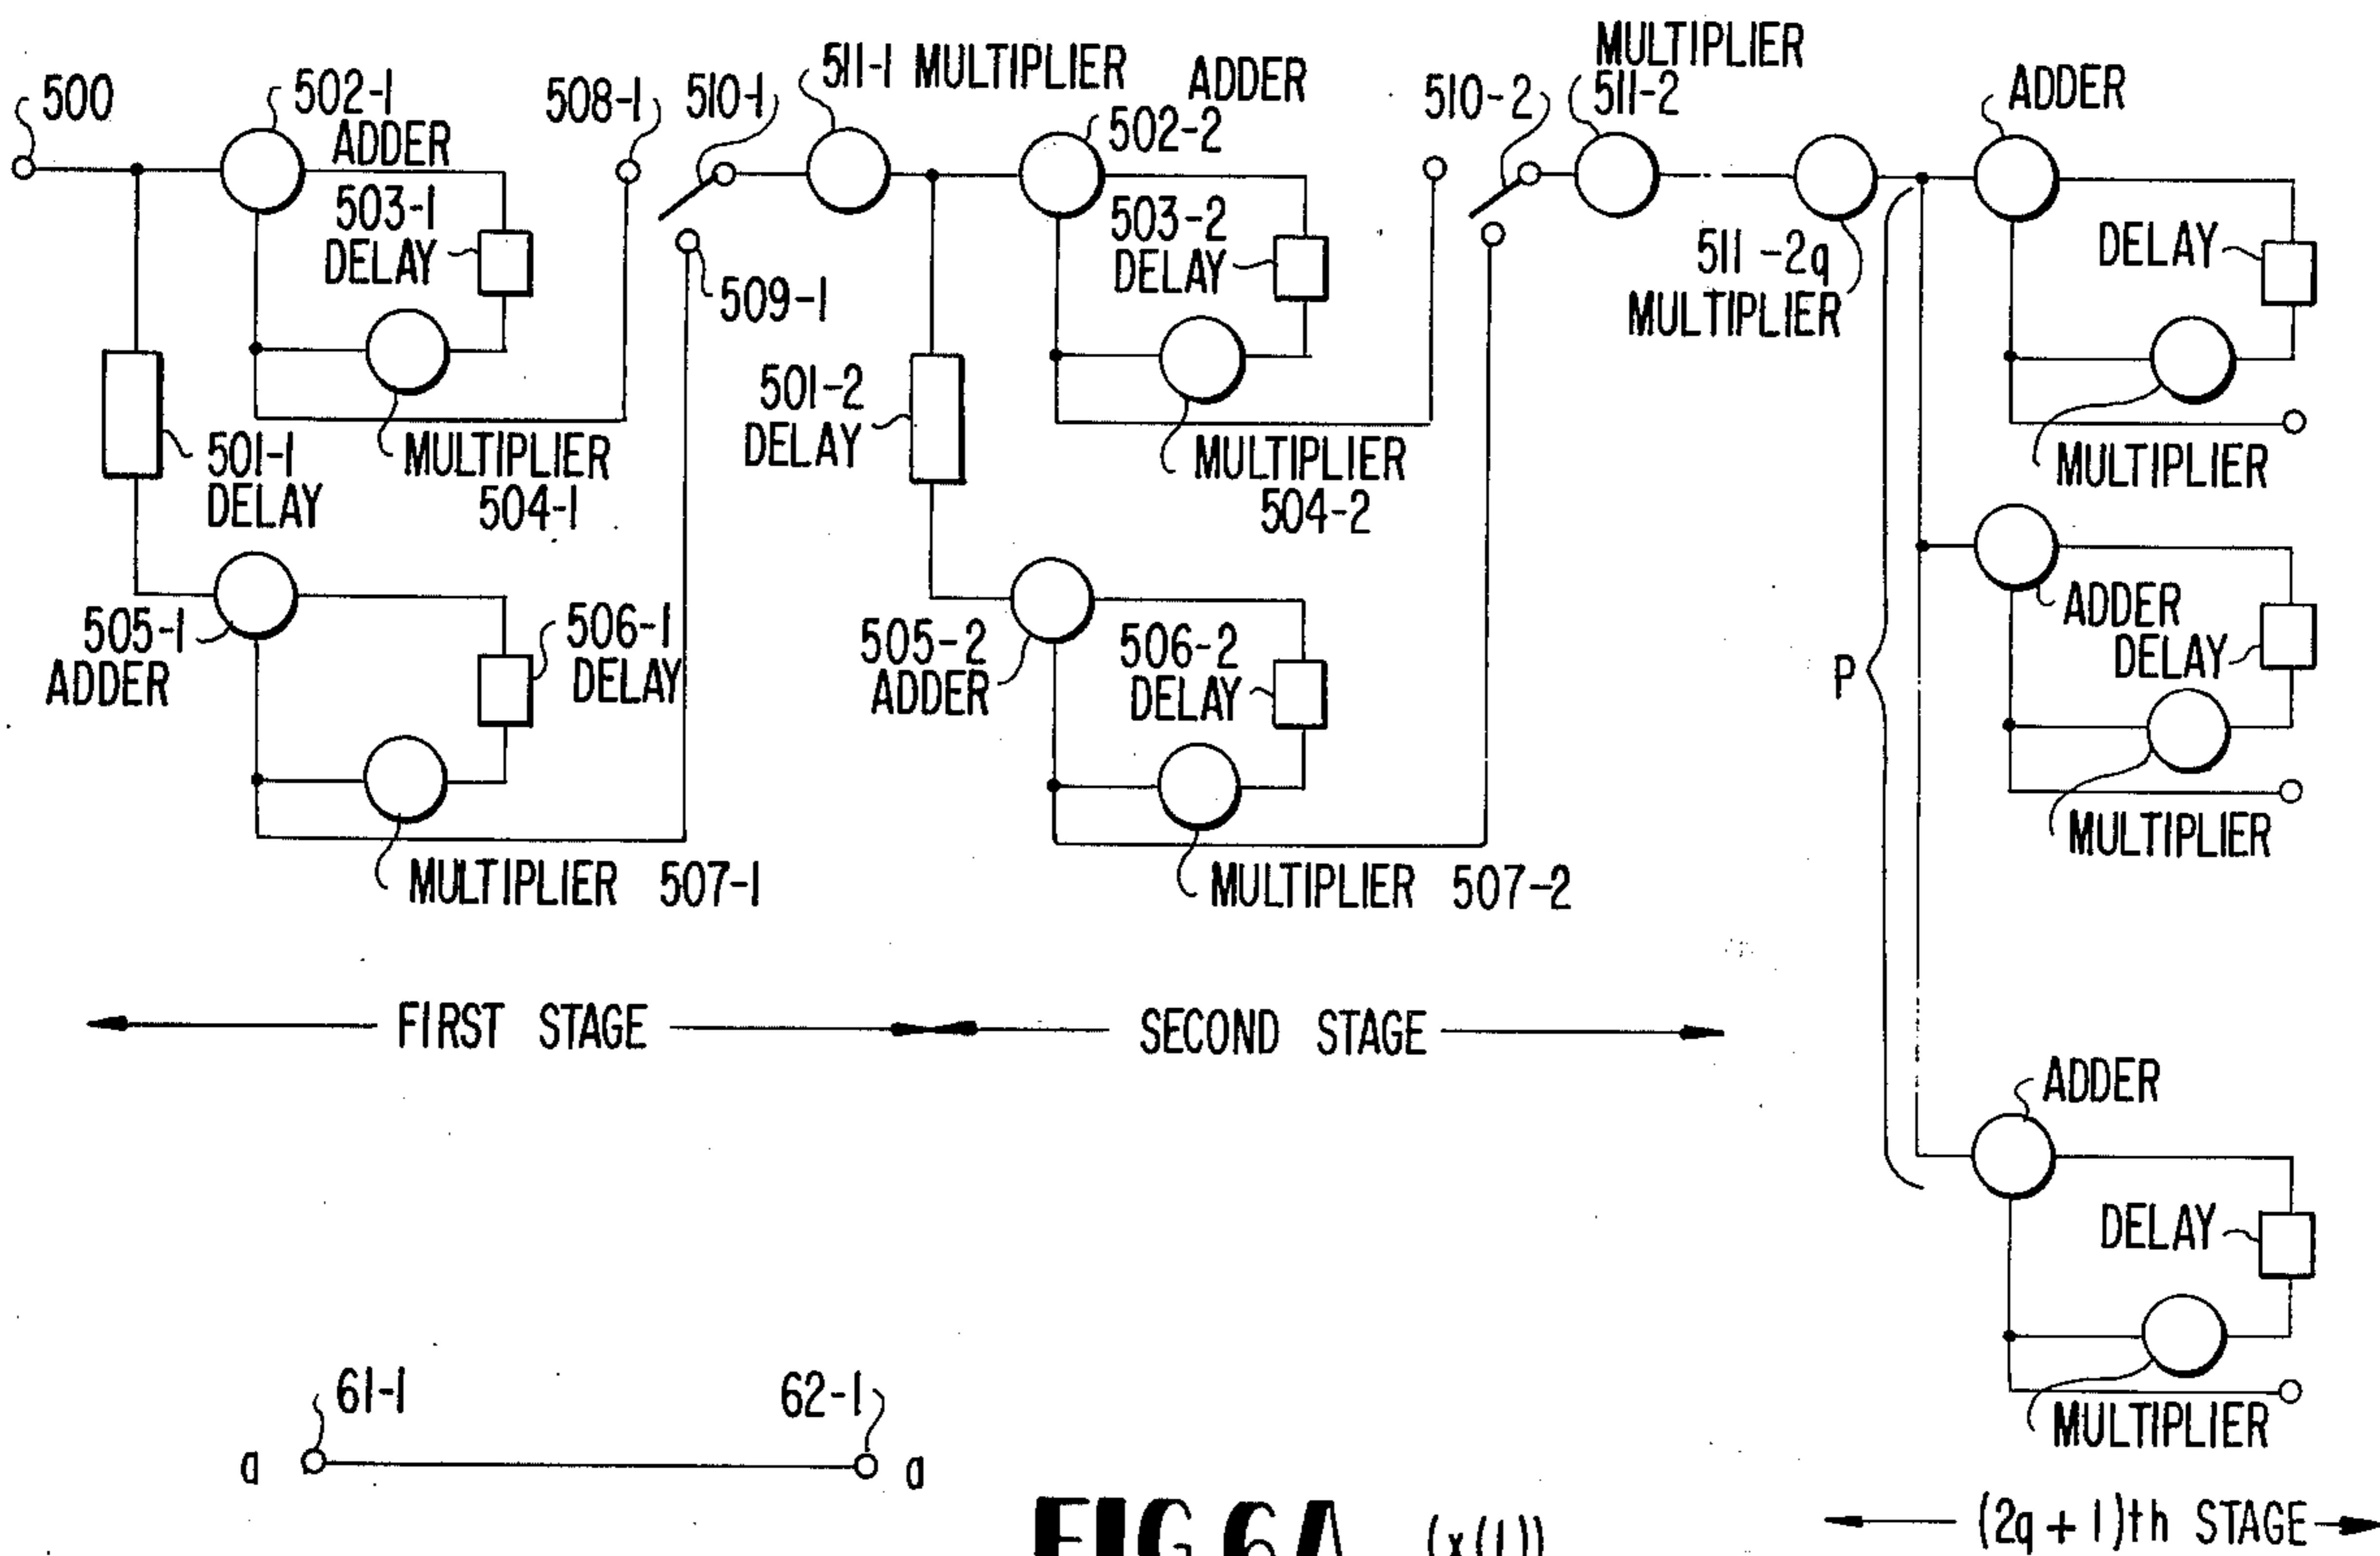 500
502-1
ADDER
503-1
DELAY
508-1
510-1
511-1 MULTIPLIER
ADDER
502-2
503-2
DELAY
510-2
MULTIPLIER
511-2
ADDER
DELAY
509-1
511-2q
MULTIPLIER
501-1
DELAY
MULTIPLIER
504-1
501-2
DELAY
MULTIPLIER
504-2
MULTIPLIER
505-1
ADDER
506-1
DELAY
505-2
ADDER
506-2
DELAY
P
ADDER
DELAY
MULTIPLIER 507-1
MULTIPLIER 507-2
MULTIPLIER
FIRST STAGE
SECOND STAGE
ADDER
DELAY
MULTIPLIER
61-1
62-1
a
a
FIG 6A (x(1))
(2q+1)th STAGE